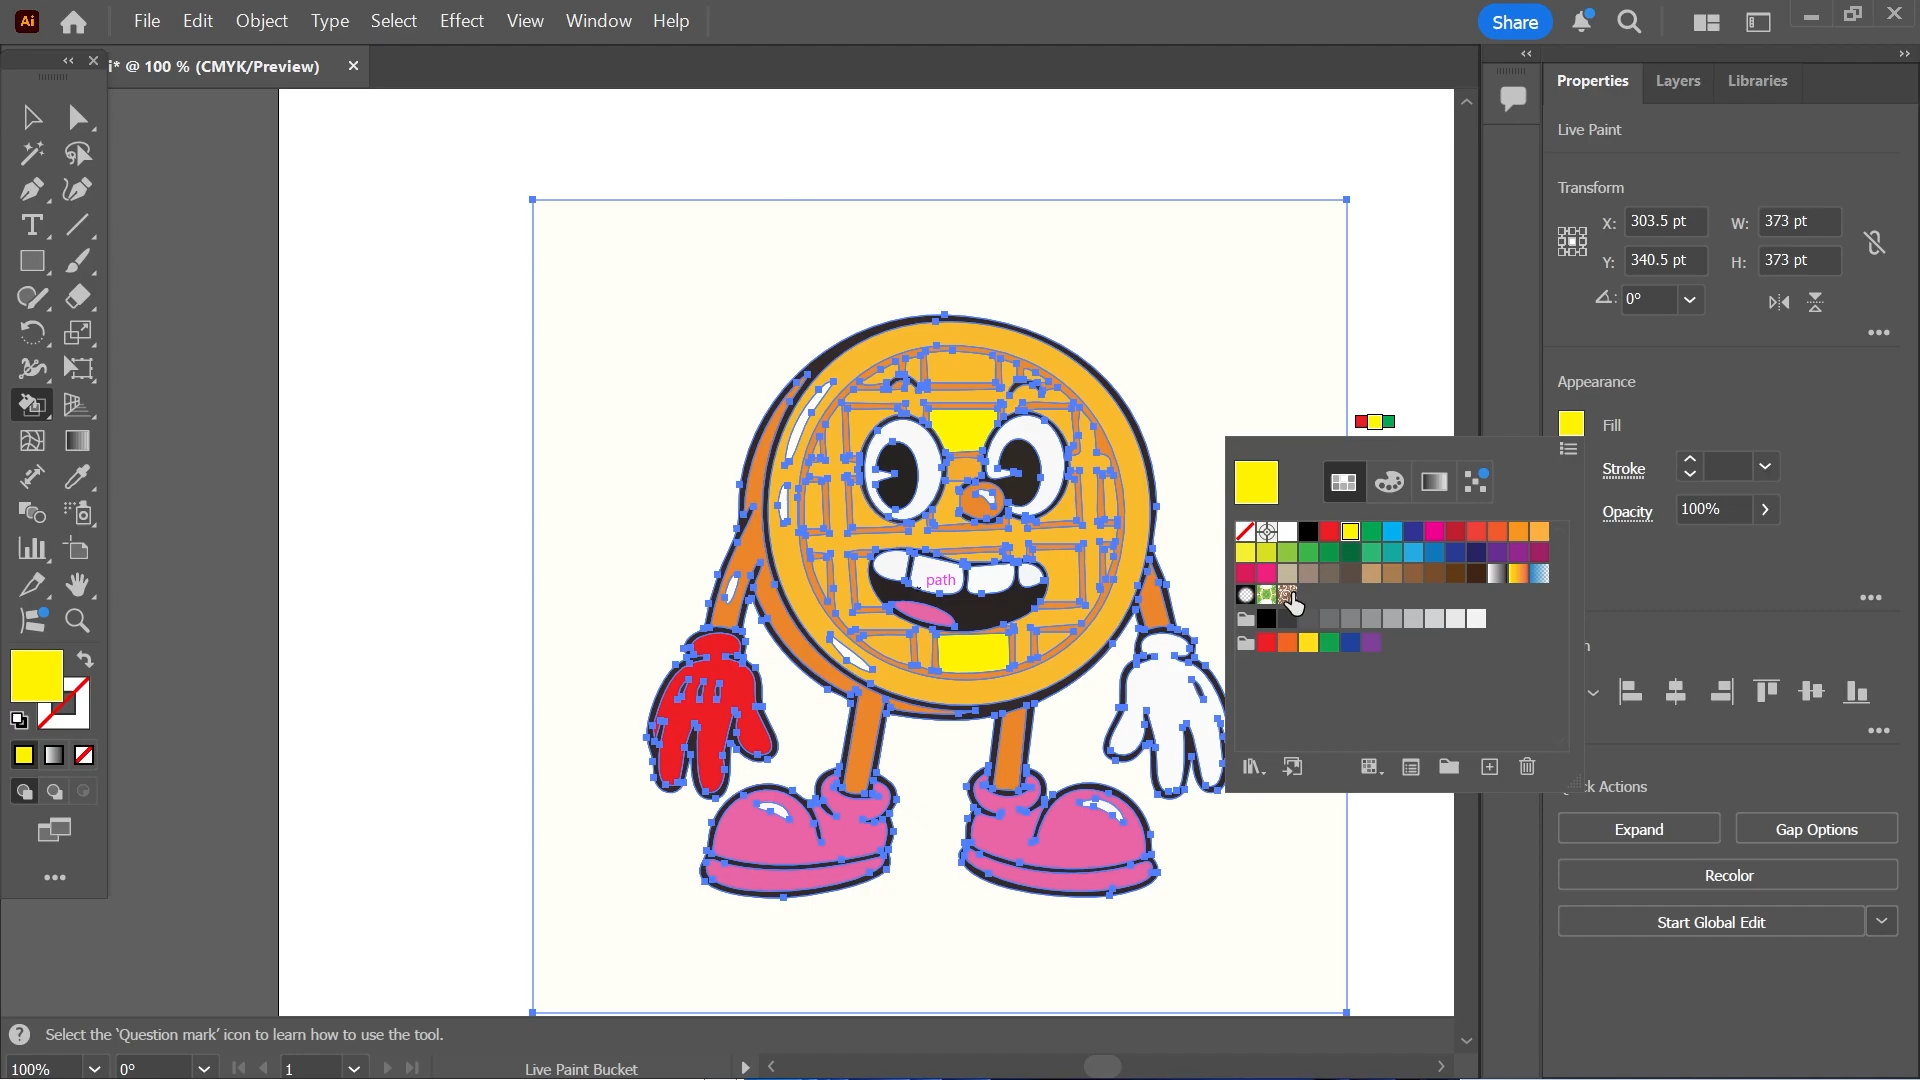 Ai File Edit Object Type Select Effect View Window Help Share
i* @ 100 % (CMYK/Preview)
Properties Layers Libraries
Live Paint
Transform
X: 303.5 pt W: 373 pt
Y: 340.5 pt H: 373 pt
0°
Appearance
Fill
Stroke
Opacity 100%
path
n
ck Actions
Expand Gap Options
Recolor
Start Global Edit
Select the 'Question mark' icon to learn how to use the tool.
100% 0° 1 Live Paint Bucket